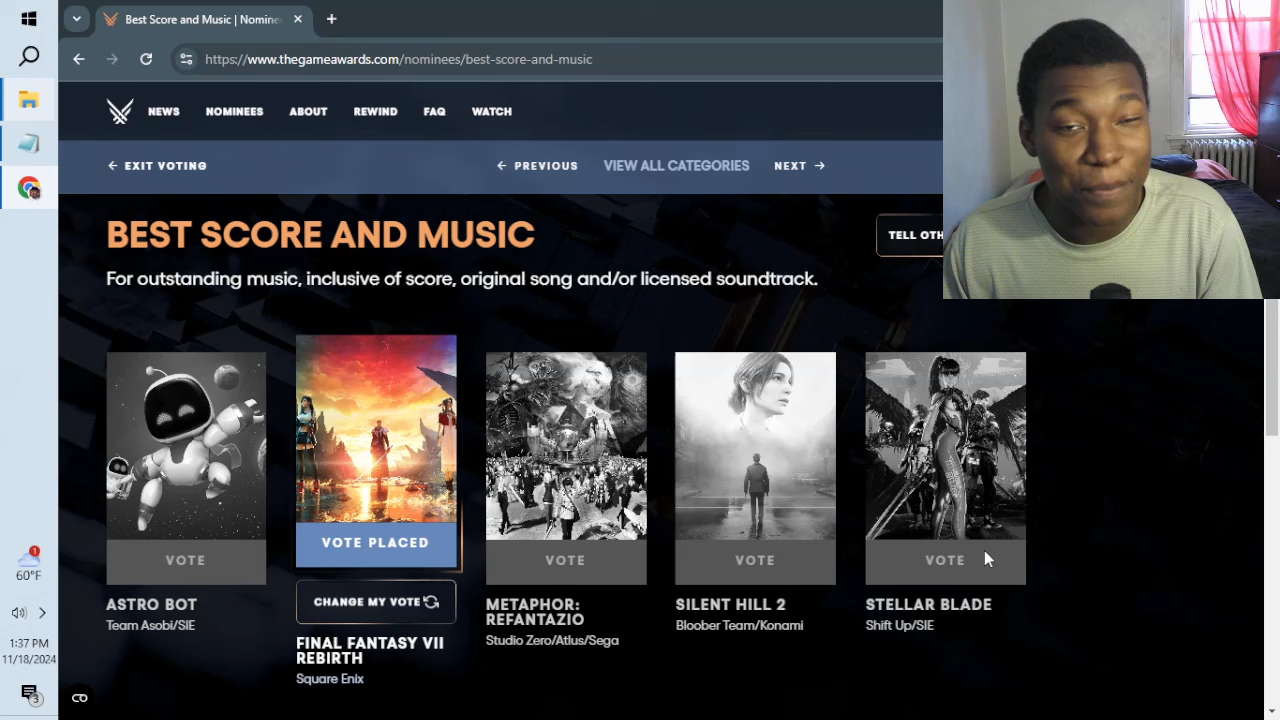 Best Score and Music | Nomine
https://www.thegameawards.com/nominees/best-score-and-music
NEWS NOMINEES ABOUT REWIND FAQ WATCH
← EXIT VOTING ← PREVIOUS VIEW ALL CATEGORIES NEXT →
BEST SCORE AND MUSIC
TELL OTH
For outstanding music, inclusive of score, original song and/or licensed soundtrack.
VOTE
VOTE PLACED
VOTE
VOTE
VOTE
CHANGE MY VOTE
ASTRO BOT
Team Asobi/SIE
FINAL FANTASY VII
REBIRTH
Square Enix
METAPHOR:
REFANTAZIO
Studio Zero/Atlus/Sega
SILENT HILL 2
Bloober Team/Konami
STELLAR BLADE
Shift Up/SIE
1
60°F
1:37 PM
11/18/2024
3